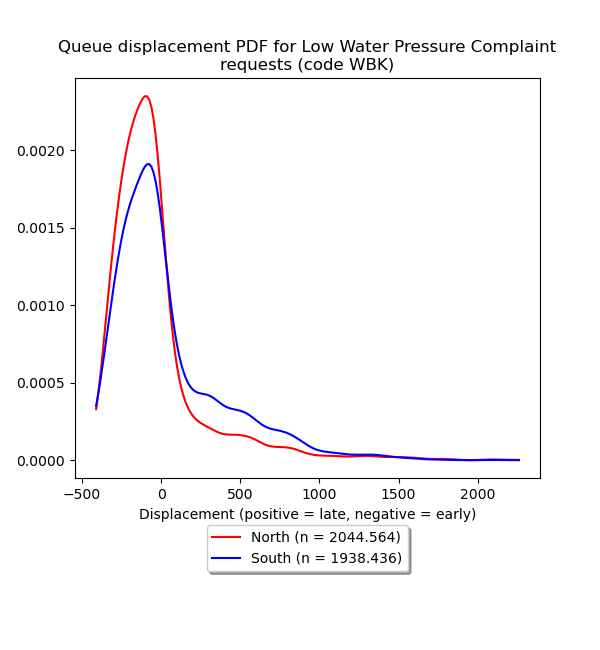 Queue displacement PDF for Low Water Pressure Complaint
requests (code WBK)
0.0020
0.0015
0.0010
0.0005
0.0000
−500 0 500 1000 1500 2000
Displacement (positive = late, negative = early)
North (n = 2044.564)
South (n = 1938.436)